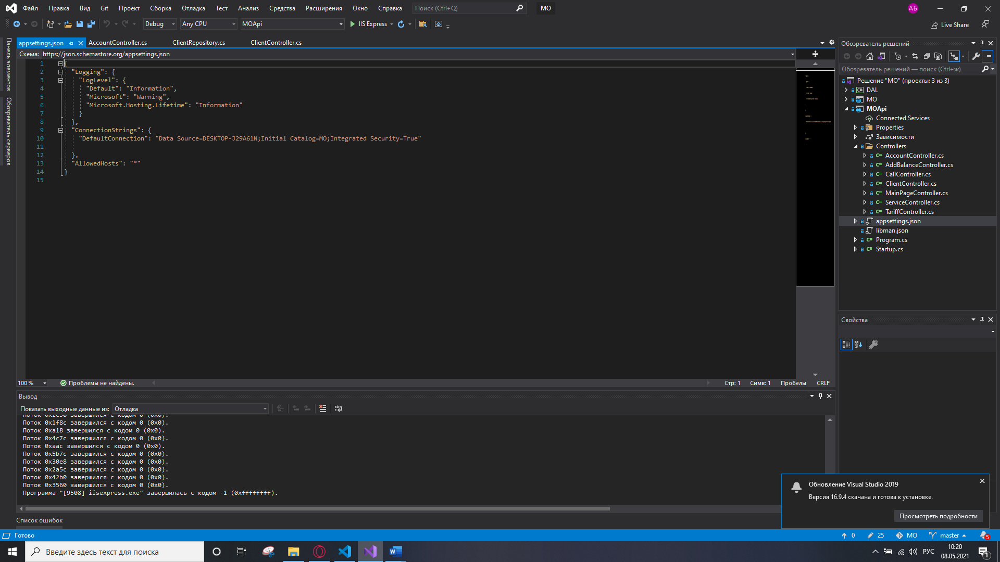 Файл Правка Вид Git Проект Сборка Отладка Тест Анализ Средства Расширения Окно Справка Поиск (Ctrl+Q) MO АБ
Debug Any CPU MOApi IIS Express Live Share
Панель элементов
Обозреватель серверов
appsettings.json AccountController.cs ClientRepository.cs ClientController.cs
Схема: https://json.schemastore.org/appsettings.json
1 {
2 "Logging": {
3 "LogLevel": {
4 "Default": "Information",
5 "Microsoft": "Warning",
6 "Microsoft.Hosting.Lifetime": "Information"
7 }
8 },
9 "ConnectionStrings": {
10 "DefaultConnection": "Data Source=DESKTOP-J29A61N;Initial Catalog=MO;Integrated Security=True"
11
12 },
13 "AllowedHosts": "*"
14 }
15
100 % Проблемы не найдены. Стр: 1 Симв: 1 Пробелы CRLF
Вывод
Показать выходные данные из: Отладка
Поток 0x2c50 завершился с кодом 0 (0x0).
Поток 0x1f8c завершился с кодом 0 (0x0).
Поток 0xa18 завершился с кодом 0 (0x0).
Поток 0x4c7c завершился с кодом 0 (0x0).
Поток 0xaac завершился с кодом 0 (0x0).
Поток 0x5b7c завершился с кодом 0 (0x0).
Поток 0x30e8 завершился с кодом 0 (0x0).
Поток 0x2a5c завершился с кодом 0 (0x0).
Поток 0x42b0 завершился с кодом 0 (0x0).
Поток 0x3560 завершился с кодом 0 (0x0).
Программа "[9508] iisexpress.exe" завершилась с кодом -1 (0xffffffff).
Список ошибок
Обозреватель решений
Обозреватель решений — поиск (Ctrl+ж)
Решение "MO" (проекты: 3 из 3)
DAL
MO
MOApi
Connected Services
Properties
Зависимости
Controllers
AccountController.cs
AddBalanceController.cs
CallController.cs
ClientController.cs
MainPageController.cs
ServiceController.cs
TariffController.cs
appsettings.json
libman.json
Program.cs
Startup.cs
Свойства
Обновление Visual Studio 2019
Версия 16.9.4 скачана и готова к установке.
Просмотреть подробности
Готово 0 25 MO master 5
Введите здесь текст для поиска
РУС
10:20
08.05.2021
1